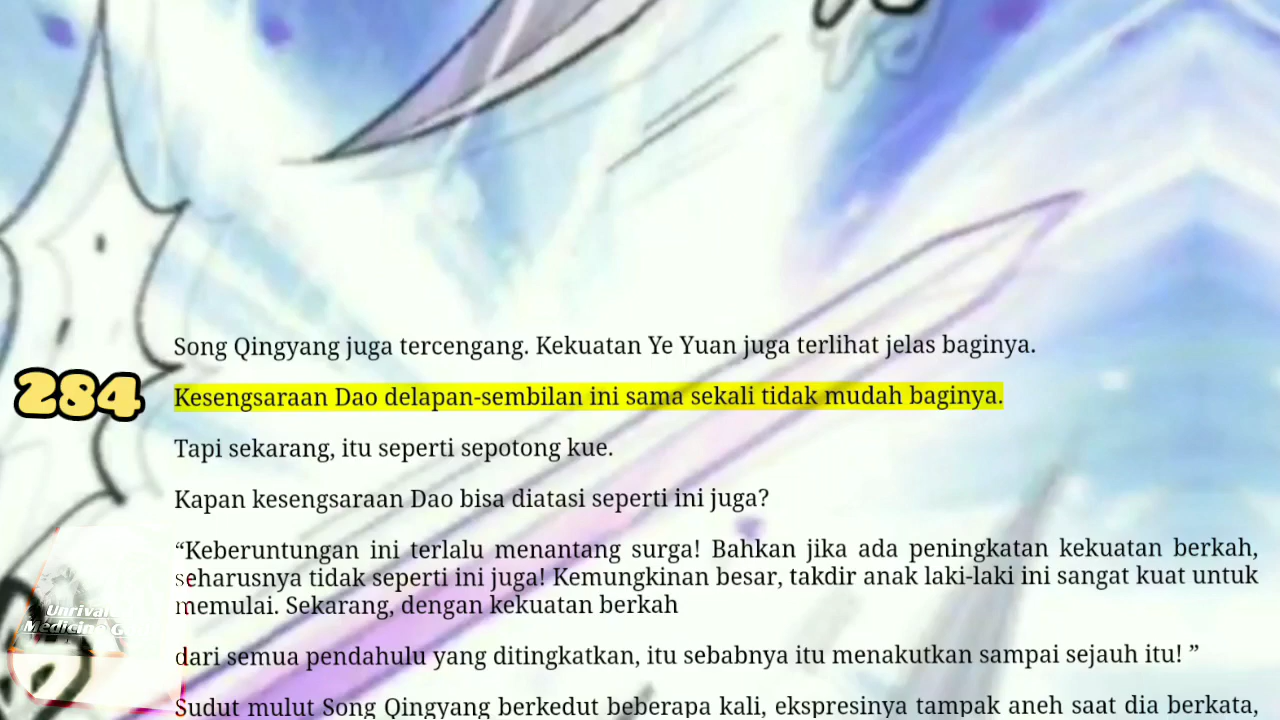 Song Qingyang juga tercengang. Kekuatan Ye Yuan juga terlihat jelas baginya.
284
Kesengsaraan Dao delapan-sembilan ini sama sekali tidak mudah baginya.
Tapi sekarang, itu seperti sepotong kue.
Kapan kesengsaraan Dao bisa diatasi seperti ini juga?
“Keberuntungan ini terlalu menantang surga! Bahkan jika ada peningkatan kekuatan berkah,
seharusnya tidak seperti ini juga! Kemungkinan besar, takdir anak laki-laki ini sangat kuat untuk
memulai. Sekarang, dengan kekuatan berkah
dari semua pendahulu yang ditingkatkan, itu sebabnya itu menakutkan sampai sejauh itu! ”
Sudut mulut Song Qingyang berkedut beberapa kali, ekspresinya tampak aneh saat dia berkata,
Medicine